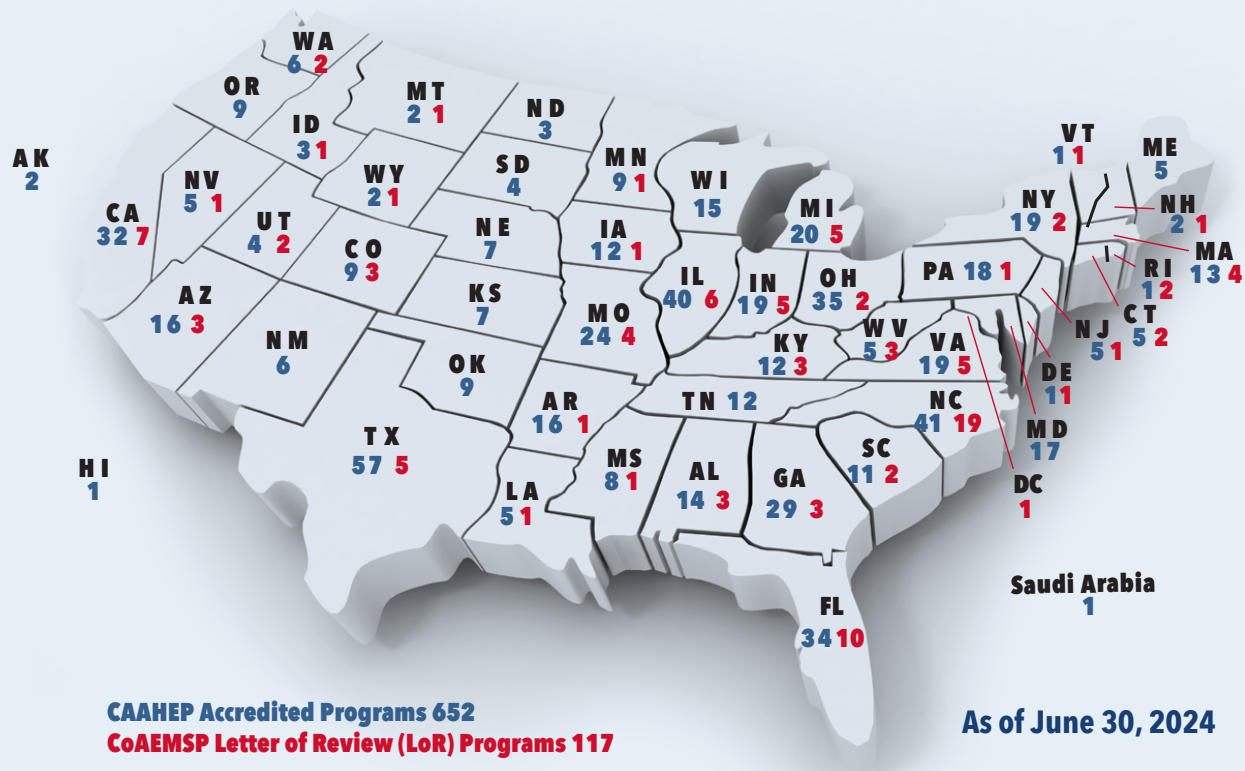 WA
6 2
OR
9
MT
2 1
ND
3
ID
3 1
MN
9 1
VT
1 1
ME
5
AK
2
SD
4
WI
15
NV
5 1
WY
2 1
NY
19 2
NH
2 1
CA
32 7
UT
4 2
NE
7
IA
12 1
MI
20 5
CO
9 3
IL
40 6
IN
19 5
OH
35 2
PA 18 1
MA
13 4
RI
1 2
AZ
16 3
KS
7
MO
24 4
WV
5 3
VA
19 5
NJ
5 1
CT
5 2
NM
6
KY
12 3
DE
1 1
OK
9
TN 12
NC
41 19
AR
16 1
MD
17
TX
57 5
MS
8 1
AL
14 3
GA
29 3
SC
11 2
HI
1
LA
5 1
DC
1
Saudi Arabia
1
FL
34 10
CAAHEP Accredited Programs 652
CoAEMSP Letter of Review (LoR) Programs 117
As of June 30, 2024